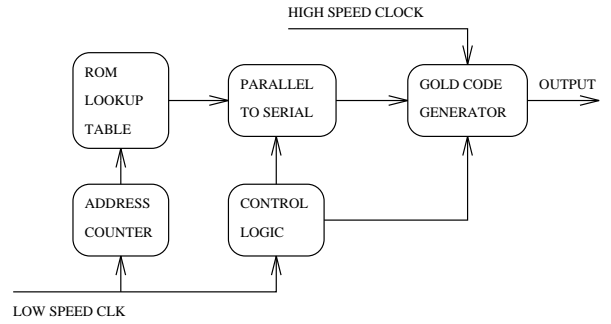 HIGH SPEED CLOCK
ROM
LOOKUP
TABLE
PARALLEL
TO SERIAL
GOLD CODE
GENERATOR
OUTPUT
ADDRESS
COUNTER
CONTROL
LOGIC
LOW SPEED CLK